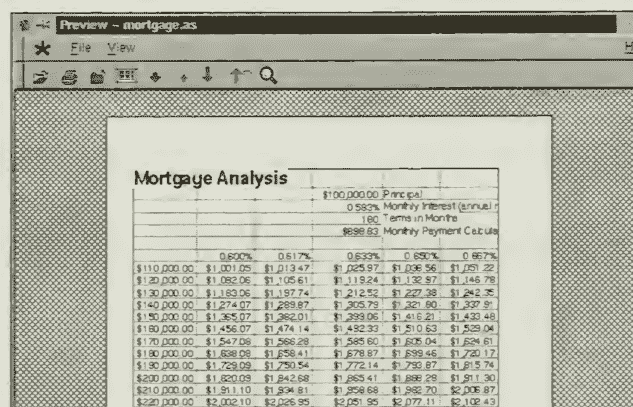 Preview - mortgage.as
File View H
Mortgage Analysis
$100,000.00 Principal
0.583% Monthly Interest (annual r
180 Terms in Months
$898.83 Monthly Payment Calcula
0.600% 0.617% 0.633% 0.650% 0.667%
$110,000.00 $1,001.05 $1,013.47 $1,025.97 $1,038.56 $1,051.22
$120,000.00 $1,092.06 $1,105.61 $1,119.24 $1,132.97 $1,146.78
$130,000.00 $1,183.06 $1,197.74 $1,212.52 $1,227.38 $1,242.35
$140,000.00 $1,274.07 $1,289.87 $1,305.79 $1,321.80 $1,337.91
$150,000.00 $1,365.07 $1,382.01 $1,399.06 $1,416.21 $1,433.48
$160,000.00 $1,456.07 $1,474.14 $1,492.33 $1,510.63 $1,529.04
$170,000.00 $1,547.08 $1,566.28 $1,585.60 $1,605.04 $1,624.61
$180,000.00 $1,638.08 $1,658.41 $1,678.87 $1,699.46 $1,720.17
$190,000.00 $1,729.09 $1,750.54 $1,772.14 $1,793.87 $1,815.74
$200,000.00 $1,820.09 $1,842.68 $1,865.41 $1,888.29 $1,911.30
$210,000.00 $1,911.10 $1,934.81 $1,958.68 $1,982.70 $2,006.87
$220,000.00 $2,002.10 $2,026.95 $2,051.95 $2,077.11 $2,102.43